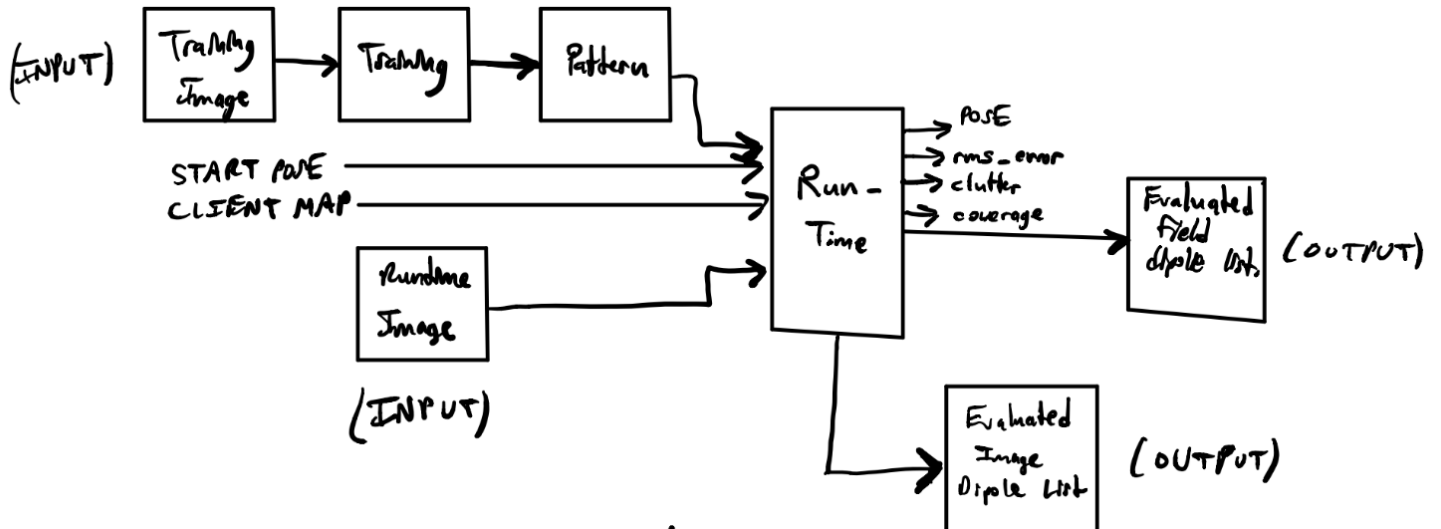 (INPUT)
Training
Image
Training
Pattern
START POSE
CLIENT MAP
Runtime
Image
(INPUT)
Run-
Time
POSE
rms_error
clutter
coverage
Evaluated
Field
dipole list.
(OUTPUT)
Evaluated
Image
Dipole List
(OUTPUT)